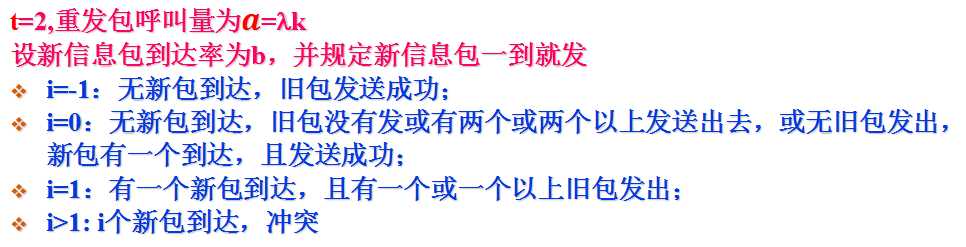 t=2,重发包呼叫量为a=λk
设新信息包到达率为b，并规定新信息包一到就发
❖ i=-1：无新包到达，旧包发送成功；
❖ i=0：无新包到达，旧包没有发或有两个或两个以上发送出去，或无旧包发出，
新包有一个到达，且发送成功；
❖ i=1：有一个新包到达，且有一个或一个以上旧包发出；
❖ i>1: i个新包到达，冲突